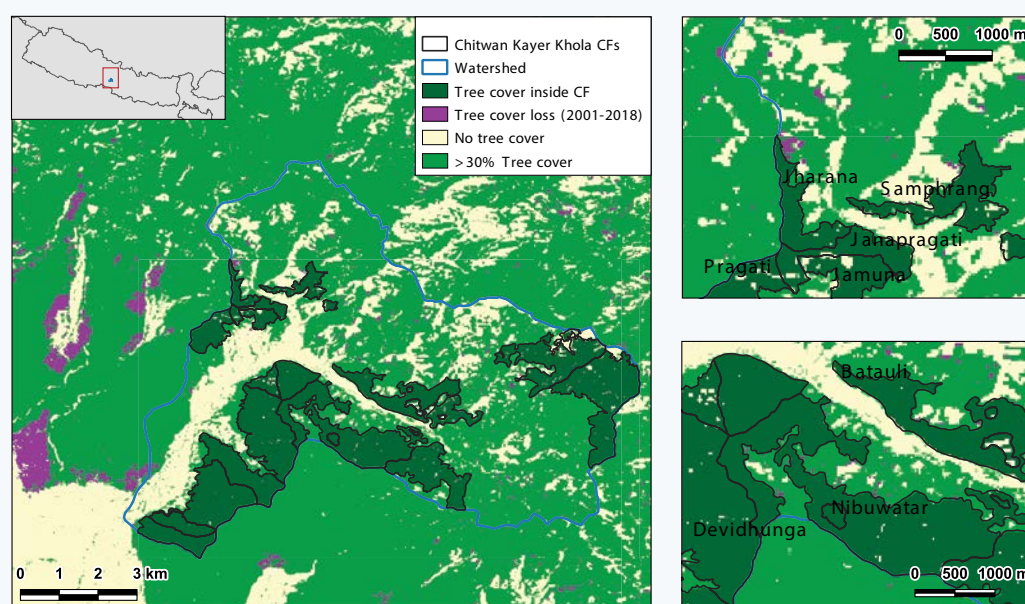 Chitwan Kayer Khola CFs
Watershed
Tree cover inside CF
Tree cover loss (2001-2018)
No tree cover
>30% Tree cover
0 1 2 3 km
0 500 1000 m
Jharana
Samphrang
Janapragati
Pragati
Jamuna
Batauli
Nibuwatar
Devidhunga
0 500 1000 m